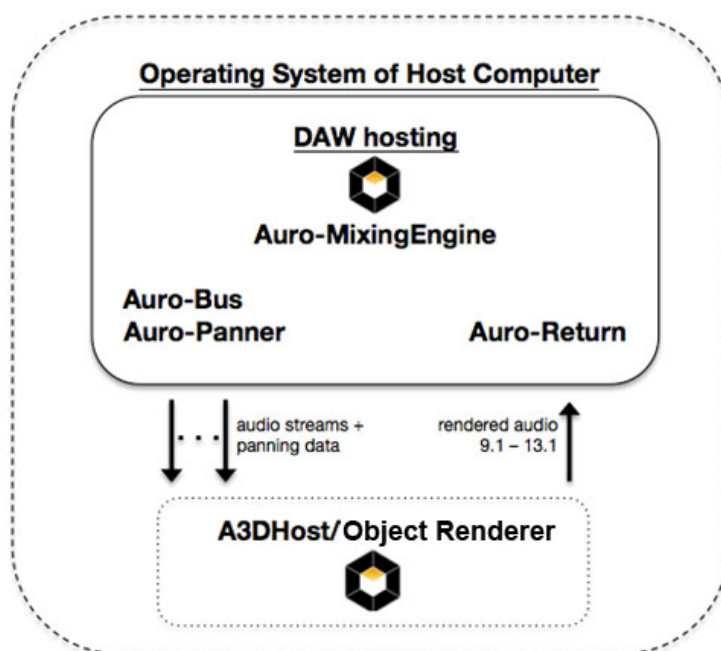 Operating System of Host Computer
DAW hosting
Auro-MixingEngine
Auro-Bus
Auro-Panner
Auro-Return
audio streams +
panning data
rendered audio
9.1 – 13.1
A3DHost/Object Renderer